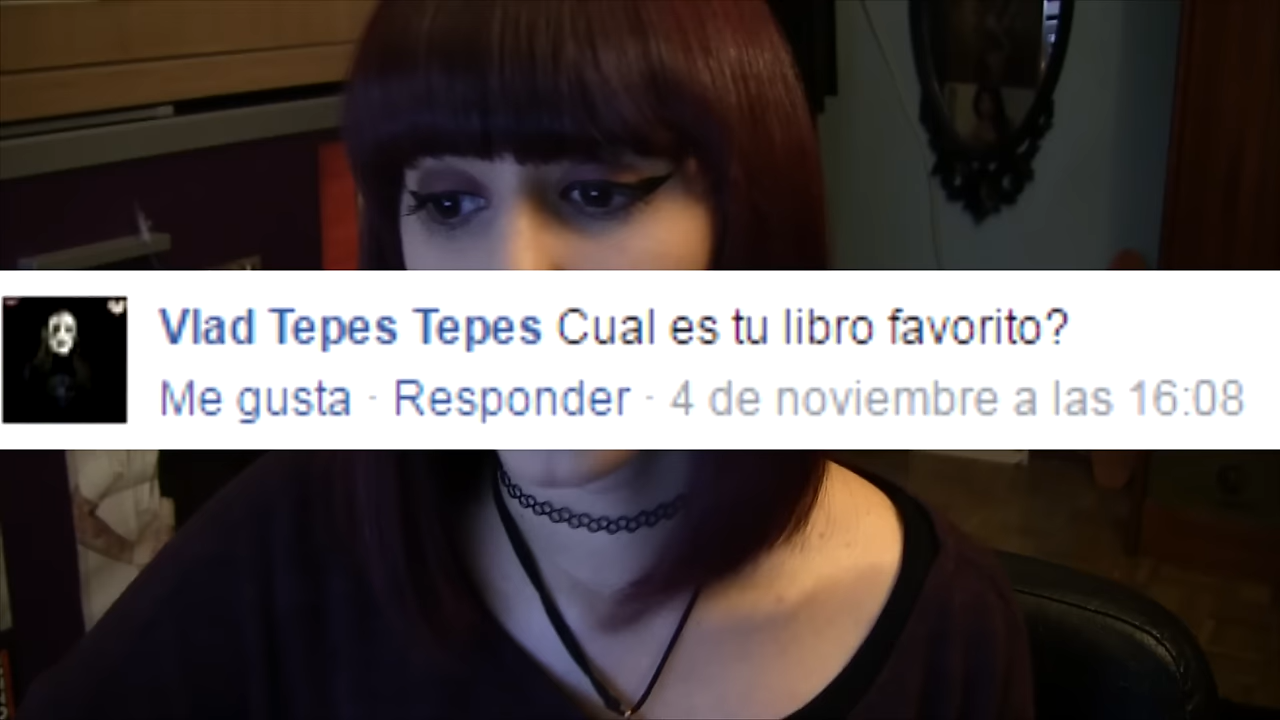 Vlad Tepes Tepes Cual es tu libro favorito?
Me gusta · Responder · 4 de noviembre a las 16:08